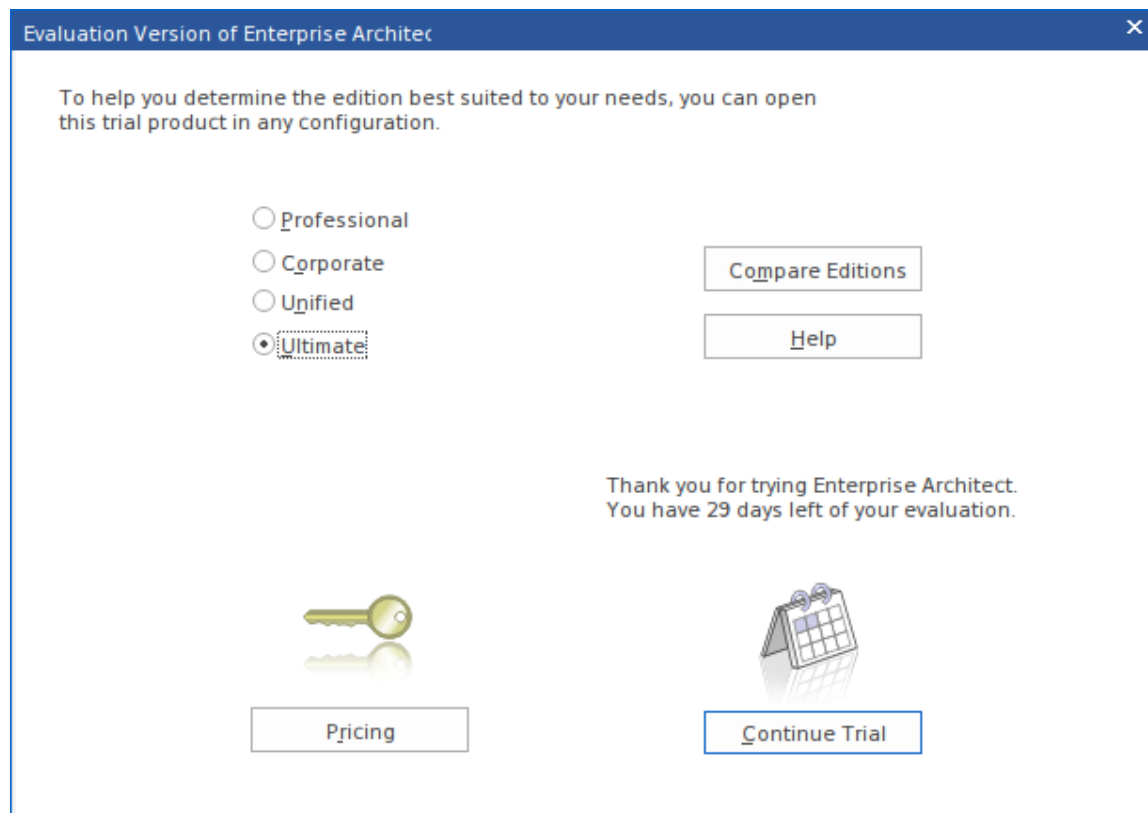 Evaluation Version of Enterprise Architec
To help you determine the edition best suited to your needs, you can open
this trial product in any configuration.
Professional
Corporate
Unified
Ultimate
Compare Editions
Help
Thank you for trying Enterprise Architect.
You have 29 days left of your evaluation.
Pricing
Continue Trial